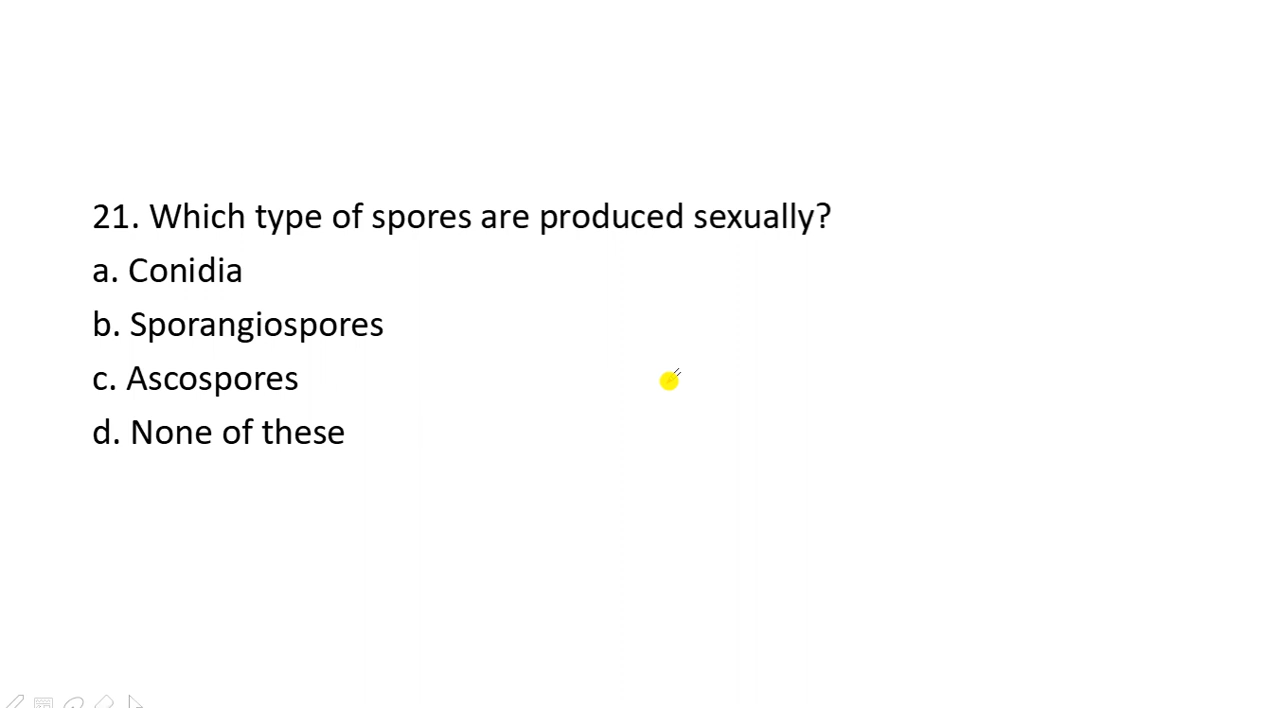 21. Which type of spores are produced sexually?
a. Conidia
b. Sporangiospores
c. Ascospores
d. None of these